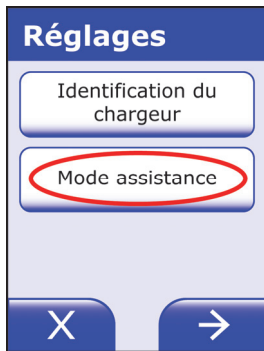 Réglages
Identification du
chargeur
Mode assistance
X
→